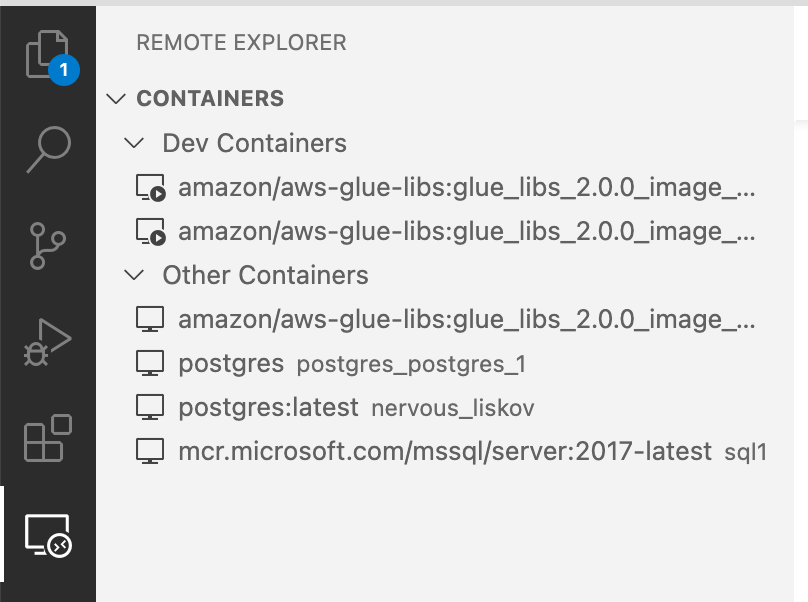 REMOTE EXPLORER
1
CONTAINERS
Dev Containers
amazon/aws-glue-libs:glue_libs_2.0.0_image_...
amazon/aws-glue-libs:glue_libs_2.0.0_image_...
Other Containers
amazon/aws-glue-libs:glue_libs_2.0.0_image_...
postgres postgres_postgres_1
postgres:latest nervous_liskov
mcr.microsoft.com/mssql/server:2017-latest sql1